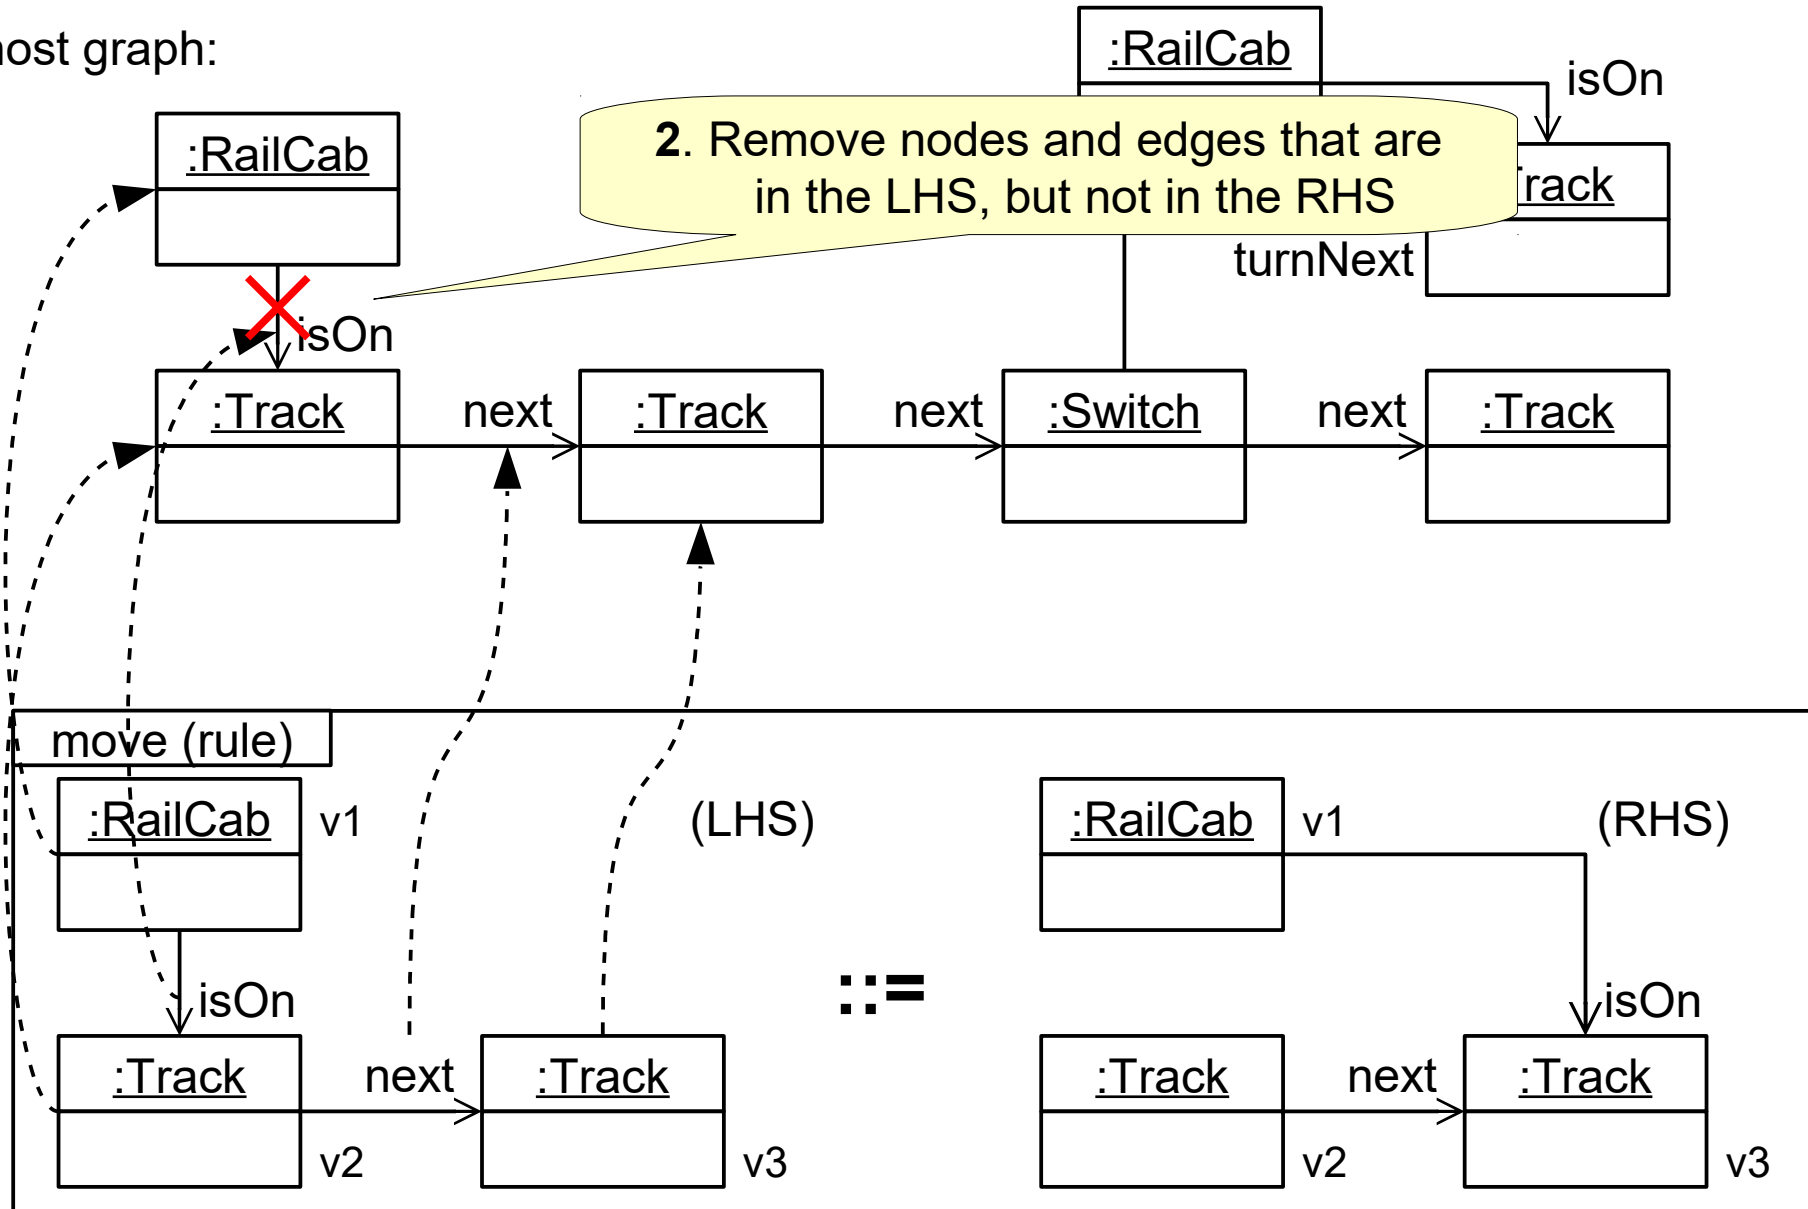 host graph:
:RailCab
isOn
:RailCab
2. Remove nodes and edges that are
in the LHS, but not in the RHS
Track
turnNext
isOn
:Track
next
:Track
next
:Switch
next
:Track
move (rule)
:RailCab
v1
(LHS)
:RailCab
v1
(RHS)
isOn
::=
isOn
:Track
next
:Track
:Track
next
:Track
v2
v3
v2
v3